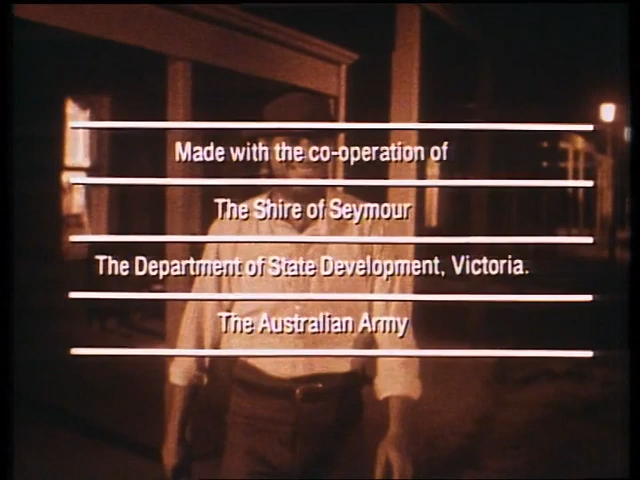 Made with the co-operation of
The Shire of Seymour
The Department of State Development, Victoria.
The Australian Army